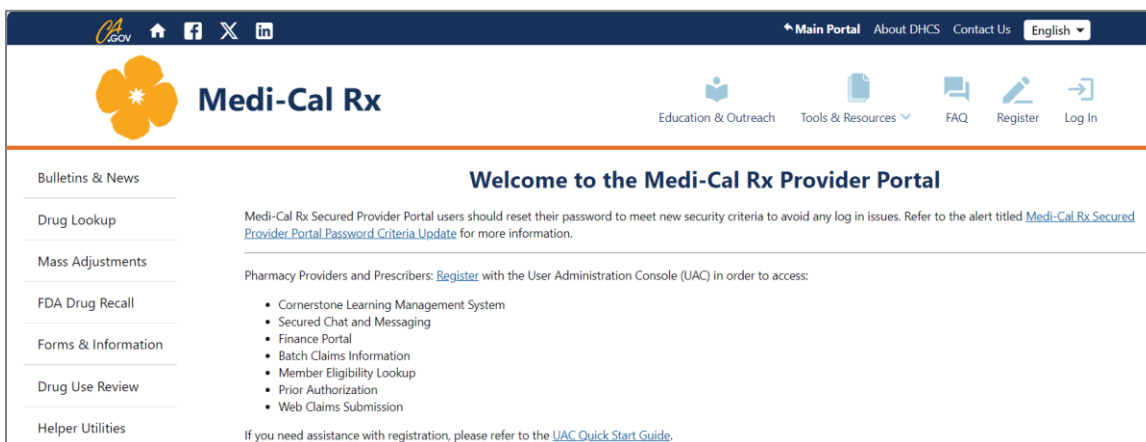 CA.GOV
Main Portal About DHCS Contact Us English
Medi-Cal Rx
Education & Outreach Tools & Resources FAQ Register Log In
Bulletins & News
Drug Lookup
Mass Adjustments
FDA Drug Recall
Forms & Information
Drug Use Review
Helper Utilities
Welcome to the Medi-Cal Rx Provider Portal
Medi-Cal Rx Secured Provider Portal users should reset their password to meet new security criteria to avoid any log in issues. Refer to the alert titled Medi-Cal Rx Secured
Provider Portal Password Criteria Update for more information.
Pharmacy Providers and Prescribers: Register with the User Administration Console (UAC) in order to access:
• Cornerstone Learning Management System
• Secured Chat and Messaging
• Finance Portal
• Batch Claims Information
• Member Eligibility Lookup
• Prior Authorization
• Web Claims Submission
If you need assistance with registration, please refer to the UAC Quick Start Guide.